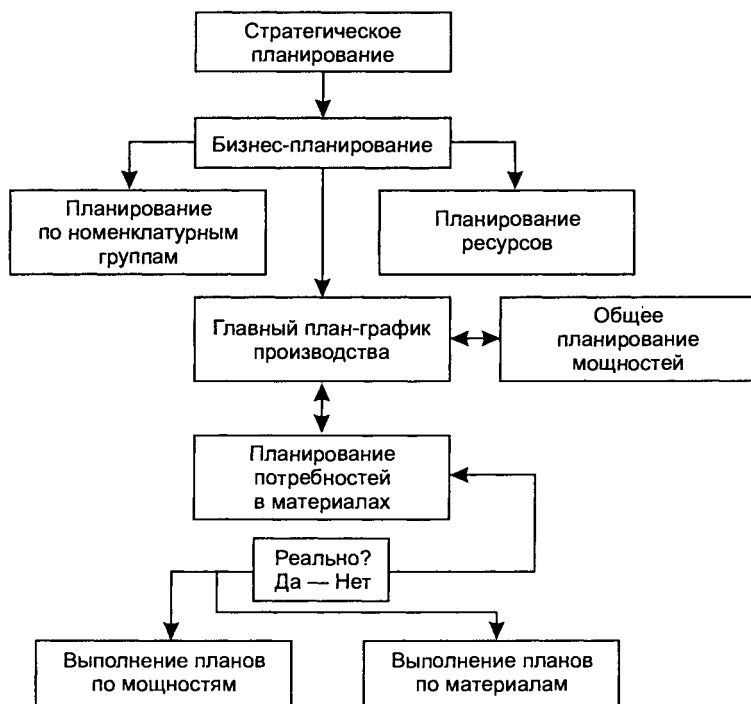 Стратегическое
планирование
Бизнес-планирование
Планирование
по номенклатурным
группам
Планирование
ресурсов
Главный план-график
производства
Общее
планирование
мощностей
Планирование
потребностей
в материалах
Реально?
Да — Нет
Выполнение планов
по мощностям
Выполнение планов
по материалам